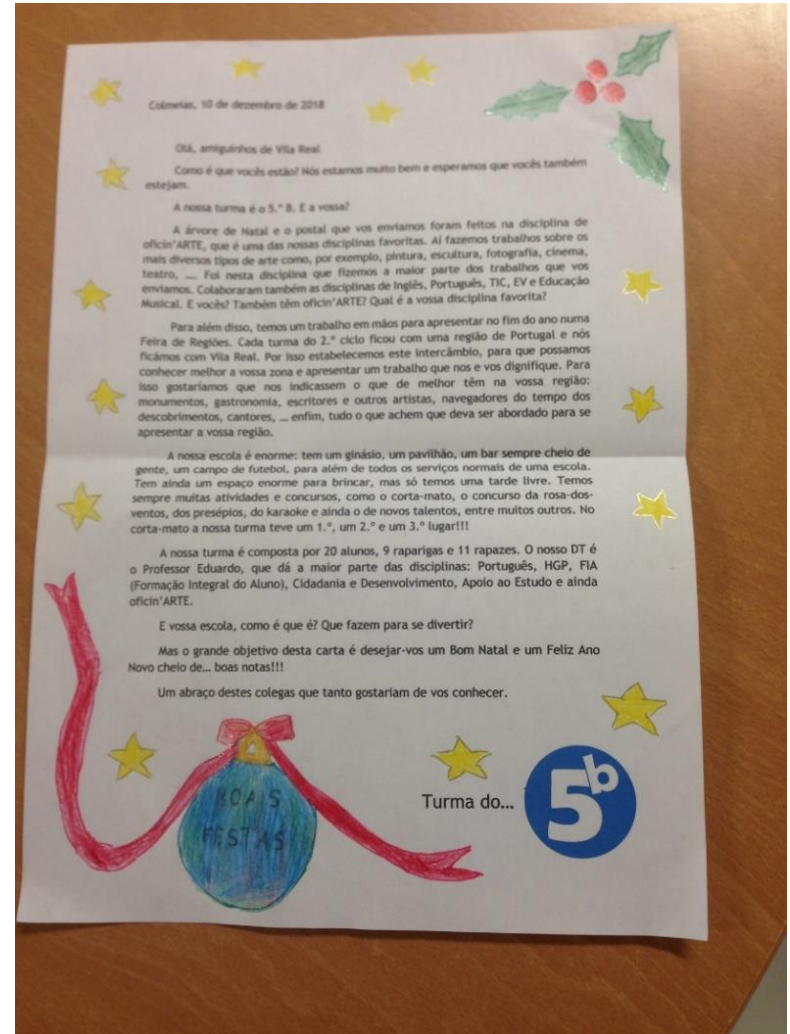 Colmeias, 10 de dezembro de 2018
Olá, amiguinhos de Vila Real
Como é que vocês estão? Nós estamos muito bem e esperamos que vocês também
estejam.
A nossa turma é o 5.º B. E a vossa?
A árvore de Natal e o postal que vos enviamos foram feitos na disciplina de
oficin'ARTE, que é uma das nossas disciplinas favoritas. Aí fazemos trabalhos sobre os
mais diversos tipos de arte como, por exemplo, pintura, escultura, fotografia, cinema,
teatro, .... Foi nesta disciplina que fizemos a maior parte dos trabalhos que vos
enviamos. Colaboraram também as disciplinas de Inglês, Português, TIC, EV e Educação
Musical. E vocês? Também têm oficin'ARTE? Qual é a vossa disciplina favorita?
Para além disso, temos um trabalho em mãos para apresentar no fim do ano numa
Feira de Regiões. Cada turma do 2.º ciclo ficou com uma região de Portugal e nós
ficámos com Vila Real. Por isso estabelecemos este intercâmbio, para que possamos
conhecer melhor a vossa zona e apresentar um trabalho que nos e vos dignifique. Para
isso gostaríamos que nos indicassem o que de melhor têm na vossa região:
monumentos, gastronomia, escritores e outros artistas, navegadores do tempo dos
descobrimentos, cantores, ... enfim, tudo o que achem que deva ser abordado para se
apresentar a vossa região.
A nossa escola é enorme: tem um ginásio, um pavilhão, um bar sempre cheio de
gente, um campo de futebol, para além de todos os serviços normais de uma escola.
Tem ainda um espaço enorme para brincar, mas só temos uma tarde livre. Temos
sempre muitas atividades e concursos, como o corta-mato, o concurso da rosa-dos-
ventos, dos presépios, do karaoke e ainda o de novos talentos, entre muitos outros. No
corta-mato a nossa turma teve um 1.º, um 2.º e um 3.º lugar!!!
A nossa turma é composta por 20 alunos, 9 raparigas e 11 rapazes. O nosso DT é
o Professor Eduardo, que dá a maior parte das disciplinas: Português, HGP, FIA
(Formação Integral do Aluno), Cidadania e Desenvolvimento, Apoio ao Estudo e ainda
oficin'ARTE.
E vossa escola, como é que é? Que fazem para se divertir?
Mas o grande objetivo desta carta é desejar-vos um Bom Natal e um Feliz Ano
Novo cheio de... boas notas!!!
Um abraço destes colegas que tanto gostariam de vos conhecer.
BOAS
FESTAS
Turma do...
5b